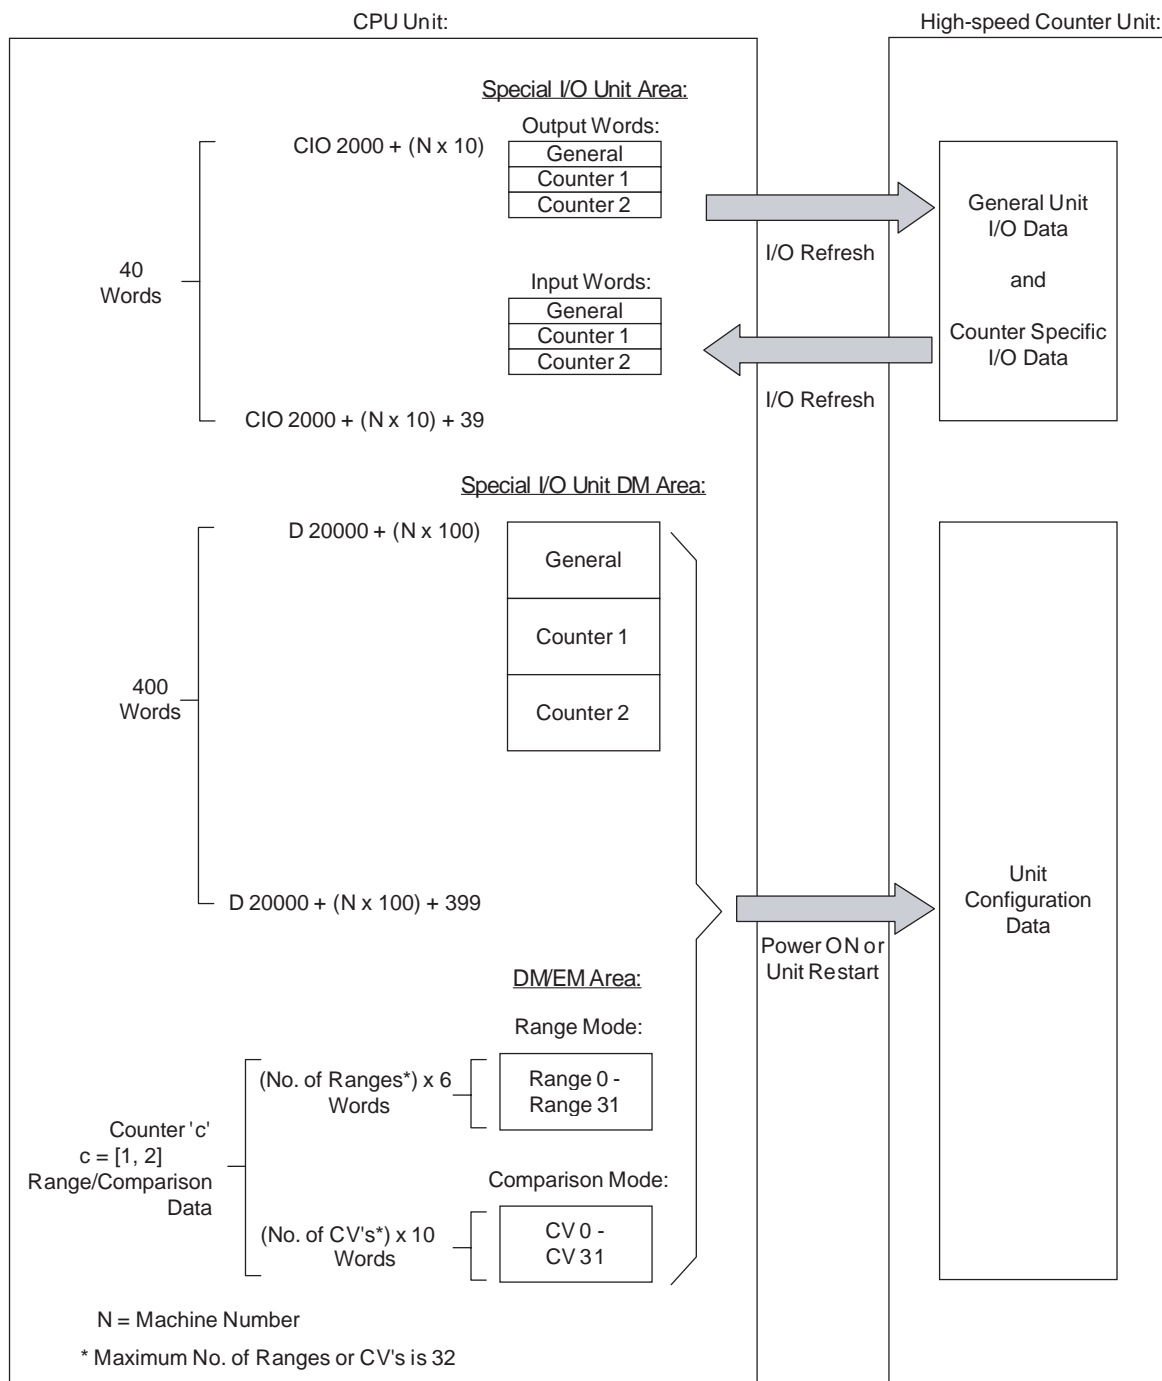 CPU Unit:
High-speed Counter Unit:
Special I/O Unit Area:
Output Words:
CIO 2000 + (N x 10)
General
Counter 1
Counter 2
I/O Refresh
General Unit
I/O Data
and
Counter Specific
I/O Data
40
Words
Input Words:
General
Counter 1
Counter 2
I/O Refresh
CIO 2000 + (N x 10) + 39
Special I/O Unit DM Area:
D 20000 + (N x 100)
General
Counter 1
Counter 2
400
Words
D 20000 + (N x 100) + 399
Power ON or
Unit Restart
Unit
Configuration
Data
DM/EM Area:
Range Mode:
(No. of Ranges*) x 6
Words
Range 0 -
Range 31
Counter 'c'
c = [1, 2]
Range/Comparison
Data
Comparison Mode:
(No. of CV's*) x 10
Words
CV 0 -
CV 31
N = Machine Number
* Maximum No. of Ranges or CV's is 32